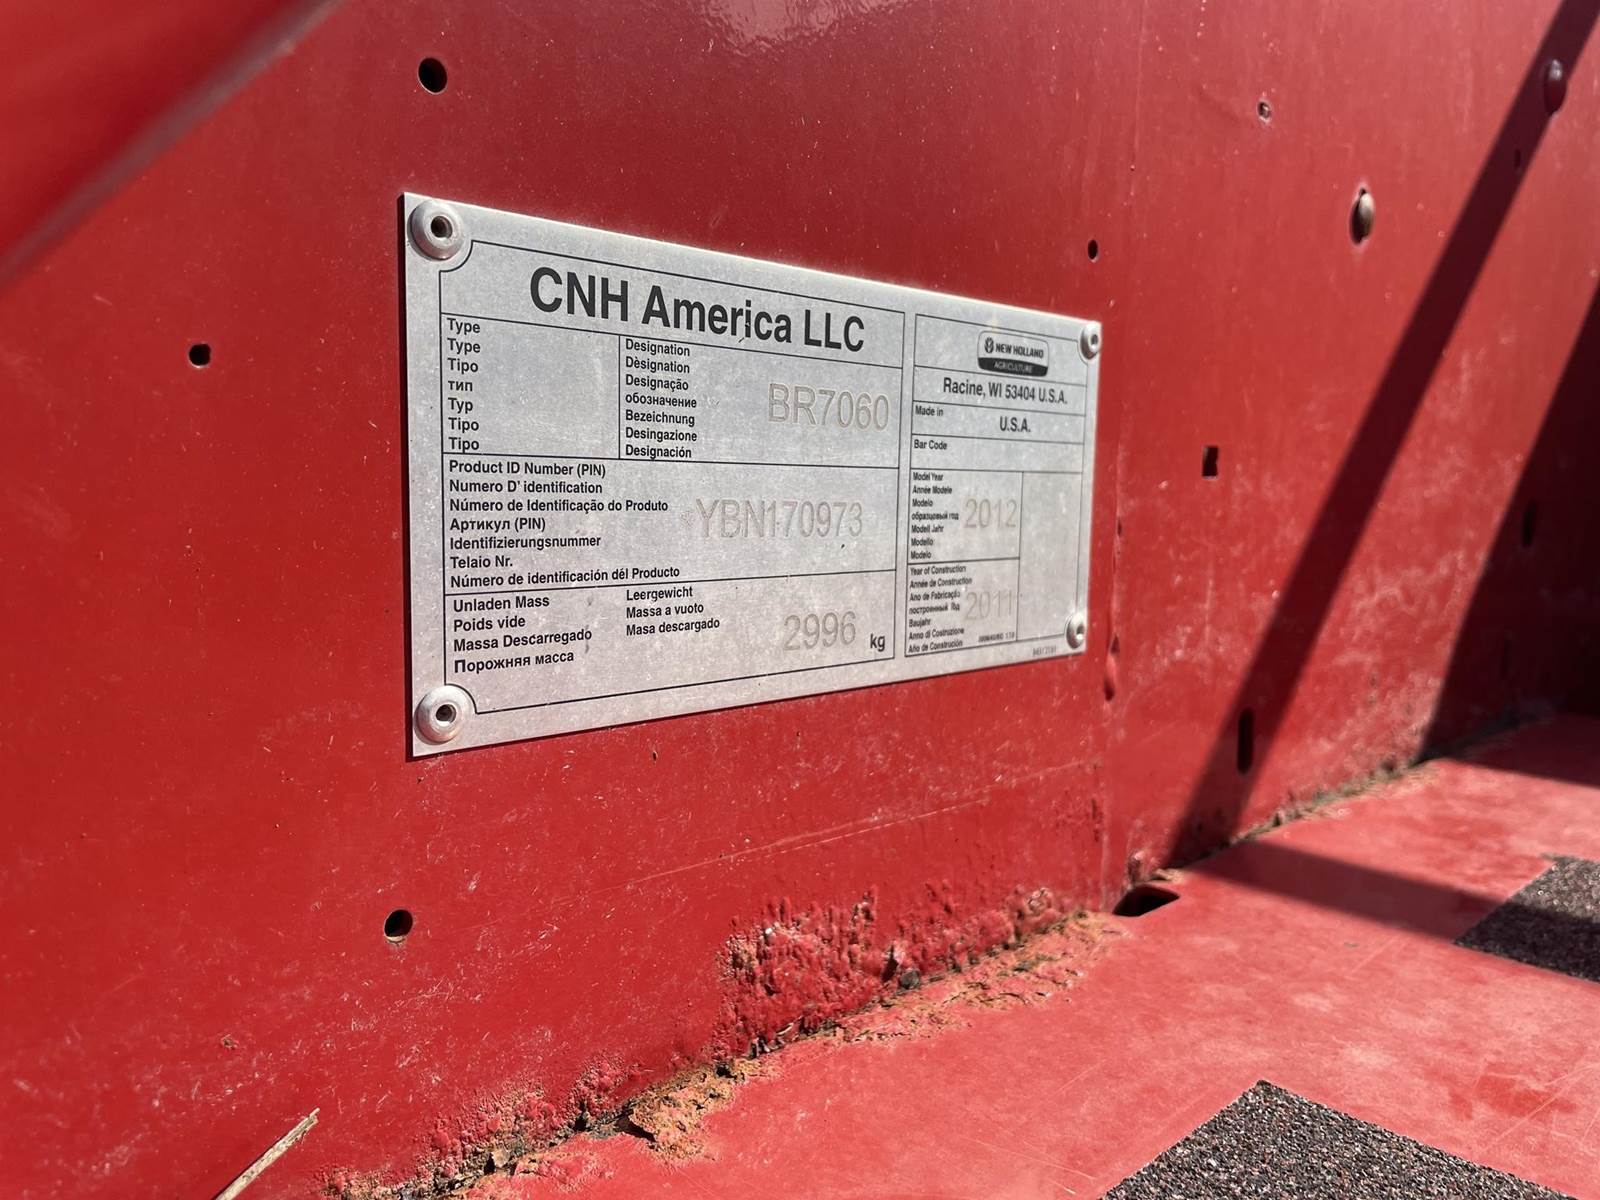 CNH America LLC
Type
Type
Tipo
тип
Typ
Tipo
Tipo
Designation
Dèsignation
Designação
обозначение
Bezeichnung
Desingazione
Designación
BR7060
Product ID Number (PIN)
Numero D' identification
Número de Identificação do Produto
Артикул (PIN)
Identifizierungsnummer
Telaio Nr.
Número de identificación dél Producto
YBN170973
Unladen Mass
Poids vide
Massa Descarregado
Порожняя масса
Leergewicht
Massa a vuoto
Masa descargado
2996 kg
NEW HOLLAND
AGRICULTURE
Racine, WI 53404 U.S.A.
Made in
U.S.A.
Bar Code
Model Year
Année Modele
Modelo
образцовый год
Modell Jahr
Modello
Modelo
2012
Year of Construction
Année de Construction
Ano de Fabricação
построенный год
Baujahr
Anno di Costruzione
Año de Construción
2011